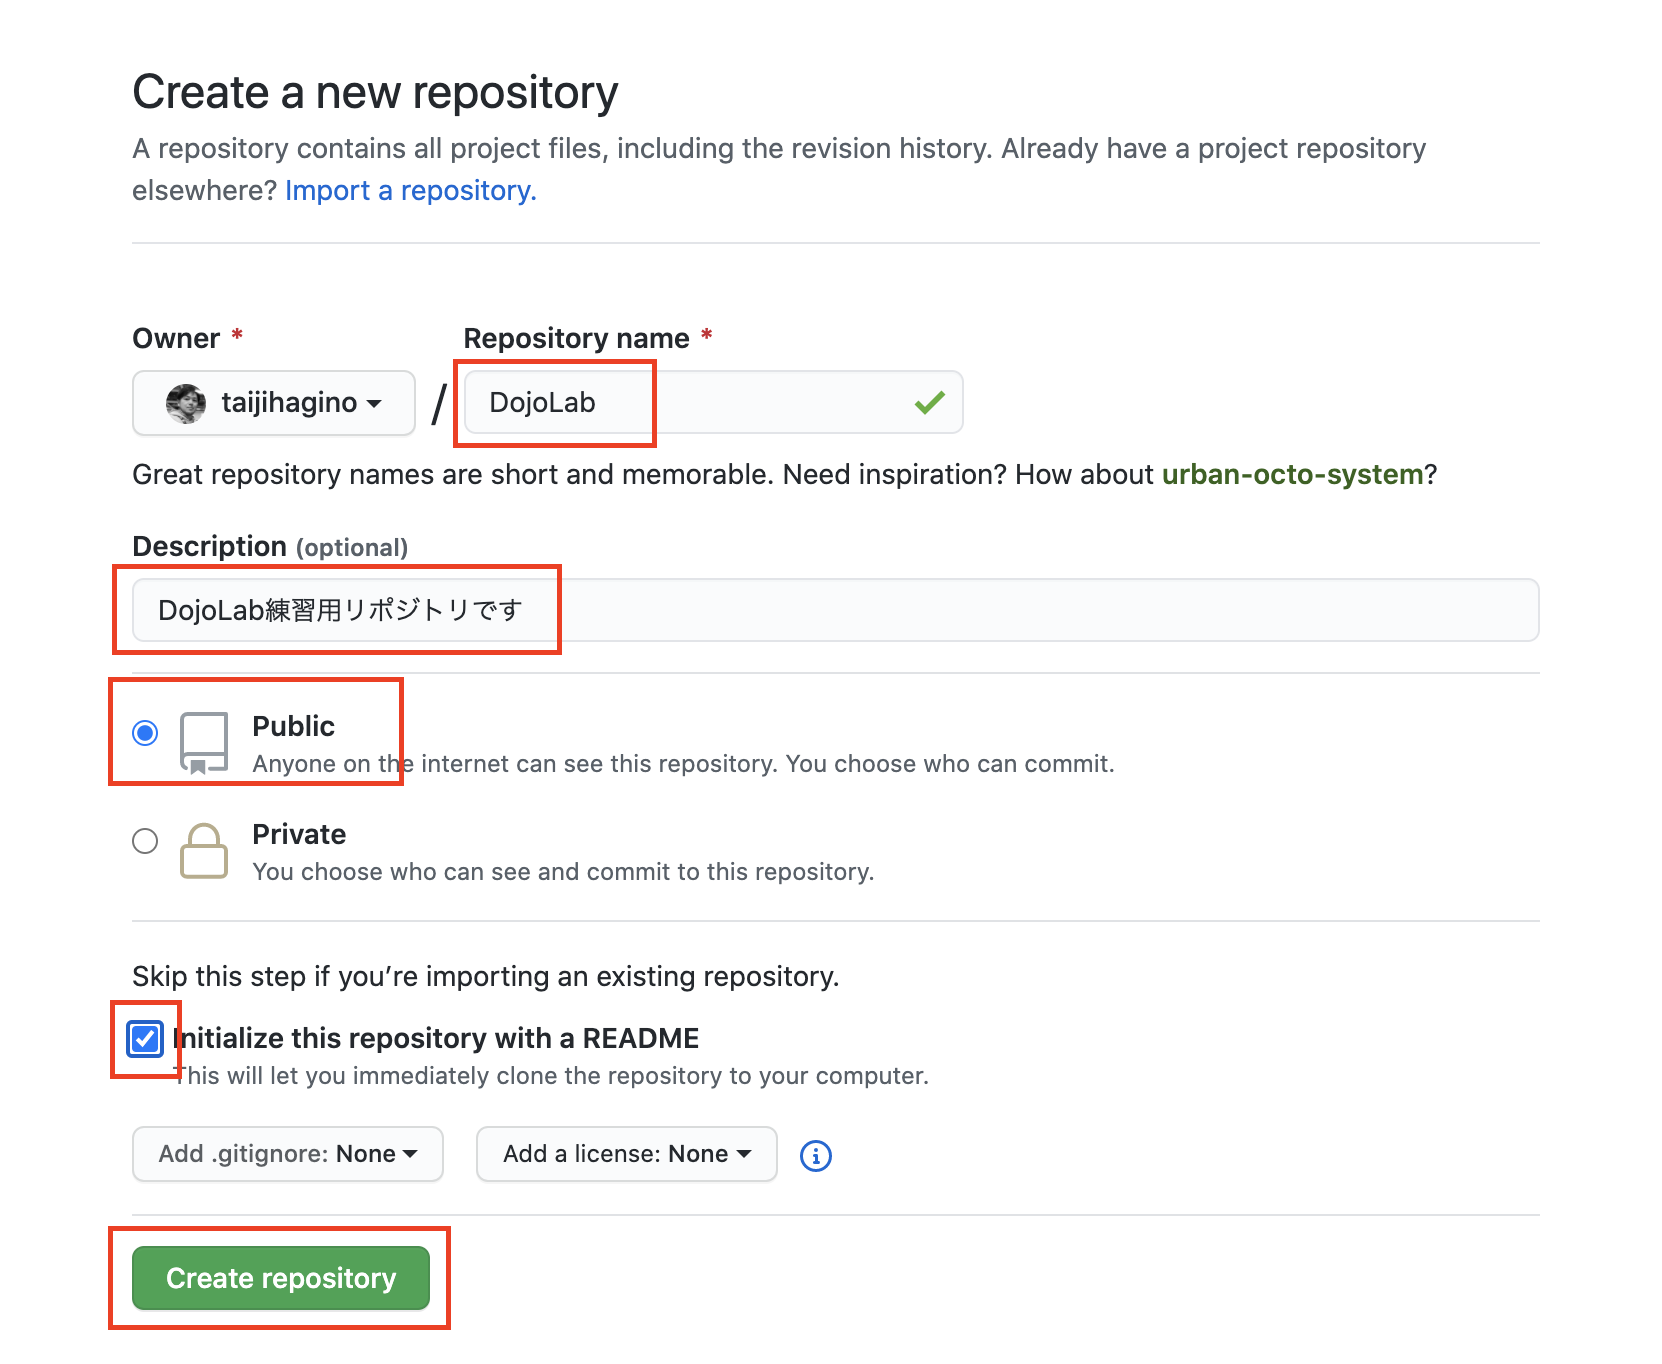 Create a new repository
A repository contains all project files, including the revision history. Already have a project repository
elsewhere? Import a repository.
Owner * Repository name *
taijihagino / DojoLab
Great repository names are short and memorable. Need inspiration? How about urban-octo-system?
Description (optional)
DojoLab練習用リポジトリです
Public
Anyone on the internet can see this repository. You choose who can commit.
Private
You choose who can see and commit to this repository.
Skip this step if you’re importing an existing repository.
Initialize this repository with a README
This will let you immediately clone the repository to your computer.
Add .gitignore: None Add a license: None
Create repository